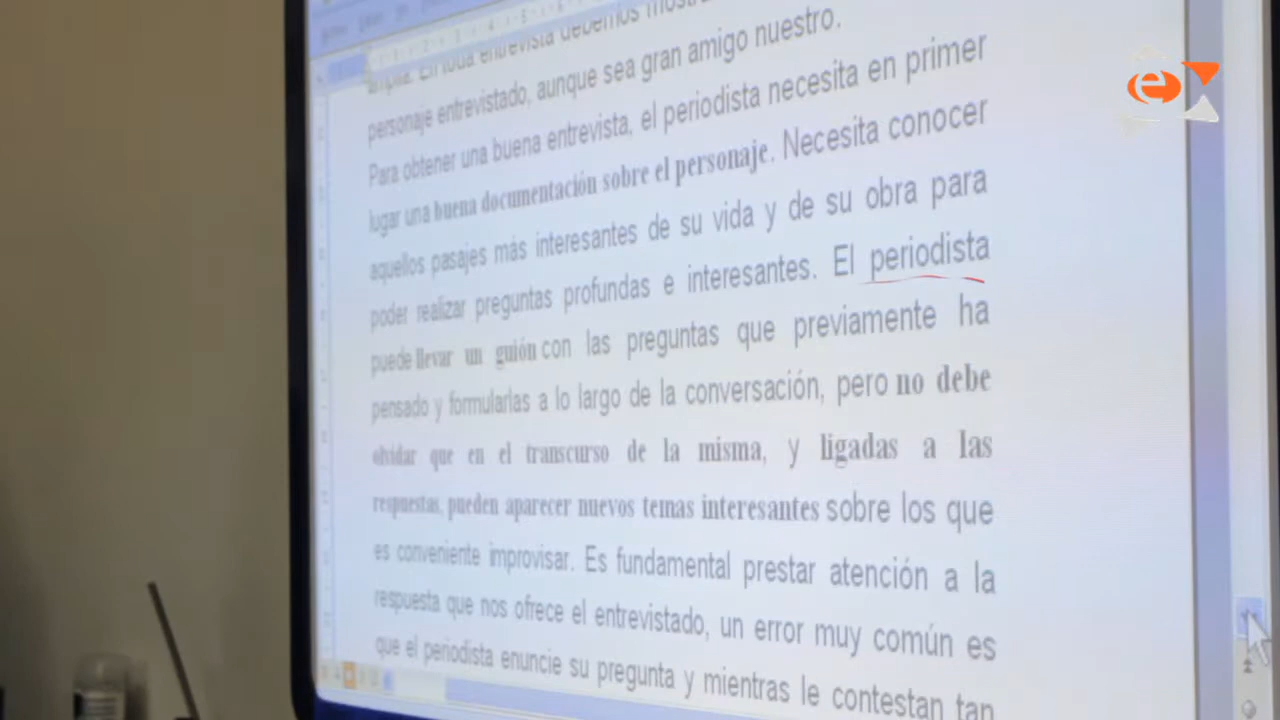 En toda entrevista debemos
personaje entrevistado, aunque sea gran amigo nuestro.
Para obtener una buena entrevista, el periodista necesita en primer
lugar una buena documentación sobre el personaje. Necesita conocer
aquellos pasajes más interesantes de su vida y de su obra para
poder realizar preguntas profundas e interesantes. El periodista
puede llevar un guión con las preguntas que previamente ha
pensado y formularlas a lo largo de la conversación, pero no debe
olvidar que en el transcurso de la misma, y ligadas a las
respuestas, pueden aparecer nuevos temas interesantes sobre los que
es conveniente improvisar. Es fundamental prestar atención a la
respuesta que nos ofrece el entrevistado, un error muy común es
que el periodista enuncie su pregunta y mientras le contestan tan